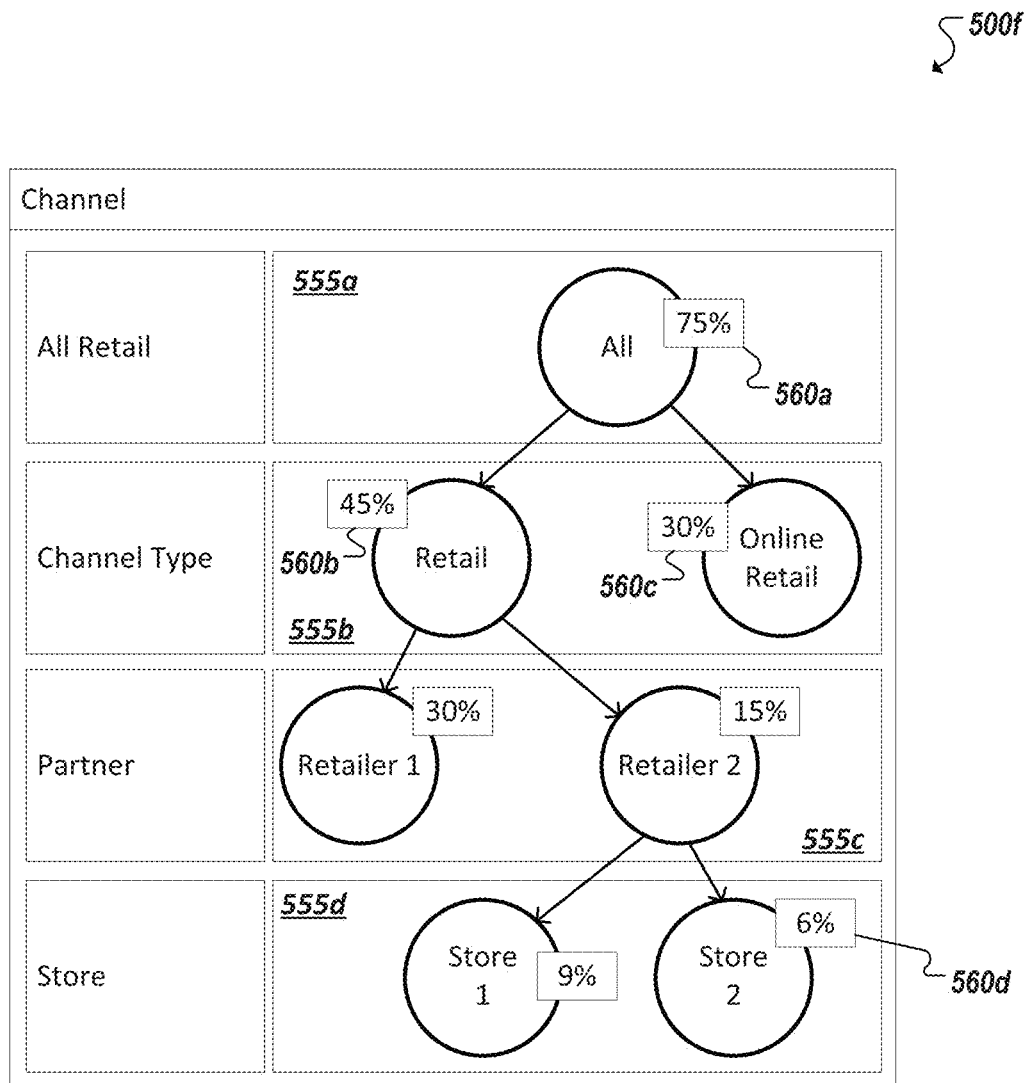 500f
Channel
555a
All Retail
All
75%
560a
45%
30%
Channel Type
Retail
Online
Retail
560b
560c
555b
30%
15%
Partner
Retailer 1
Retailer 2
555c
555d
6%
Store
Store
1
9%
Store
2
560d